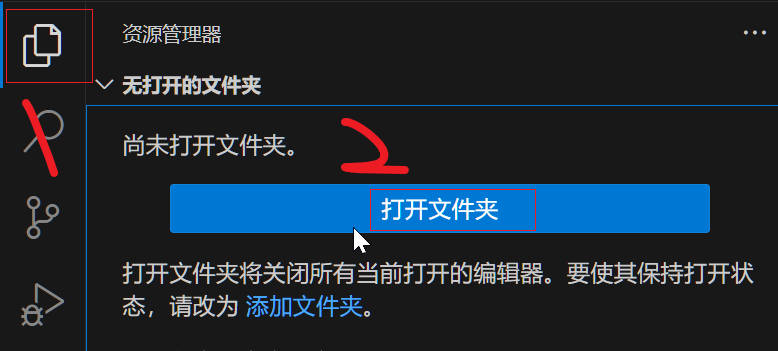 资源管理器
无打开的文件夹
尚未打开文件夹。
2
打开文件夹
打开文件夹将关闭所有当前打开的编辑器。要使其保持打开状
态，请改为 添加文件夹。